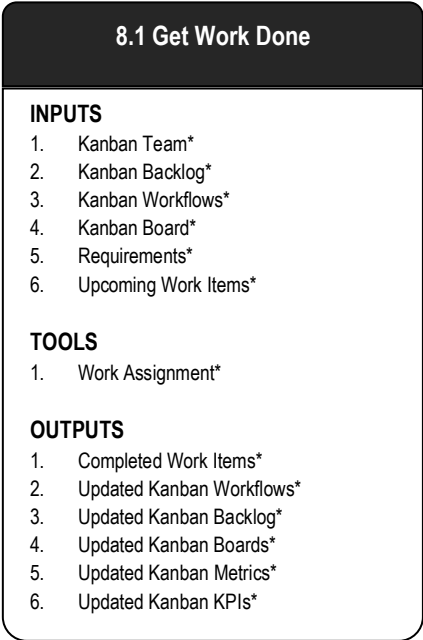 8.1 Get Work Done
INPUTS
1. Kanban Team*
2. Kanban Backlog*
3. Kanban Workflows*
4. Kanban Board*
5. Requirements*
6. Upcoming Work Items*
TOOLS
1. Work Assignment*
OUTPUTS
1. Completed Work Items*
2. Updated Kanban Workflows*
3. Updated Kanban Backlog*
4. Updated Kanban Boards*
5. Updated Kanban Metrics*
6. Updated Kanban KPIs*